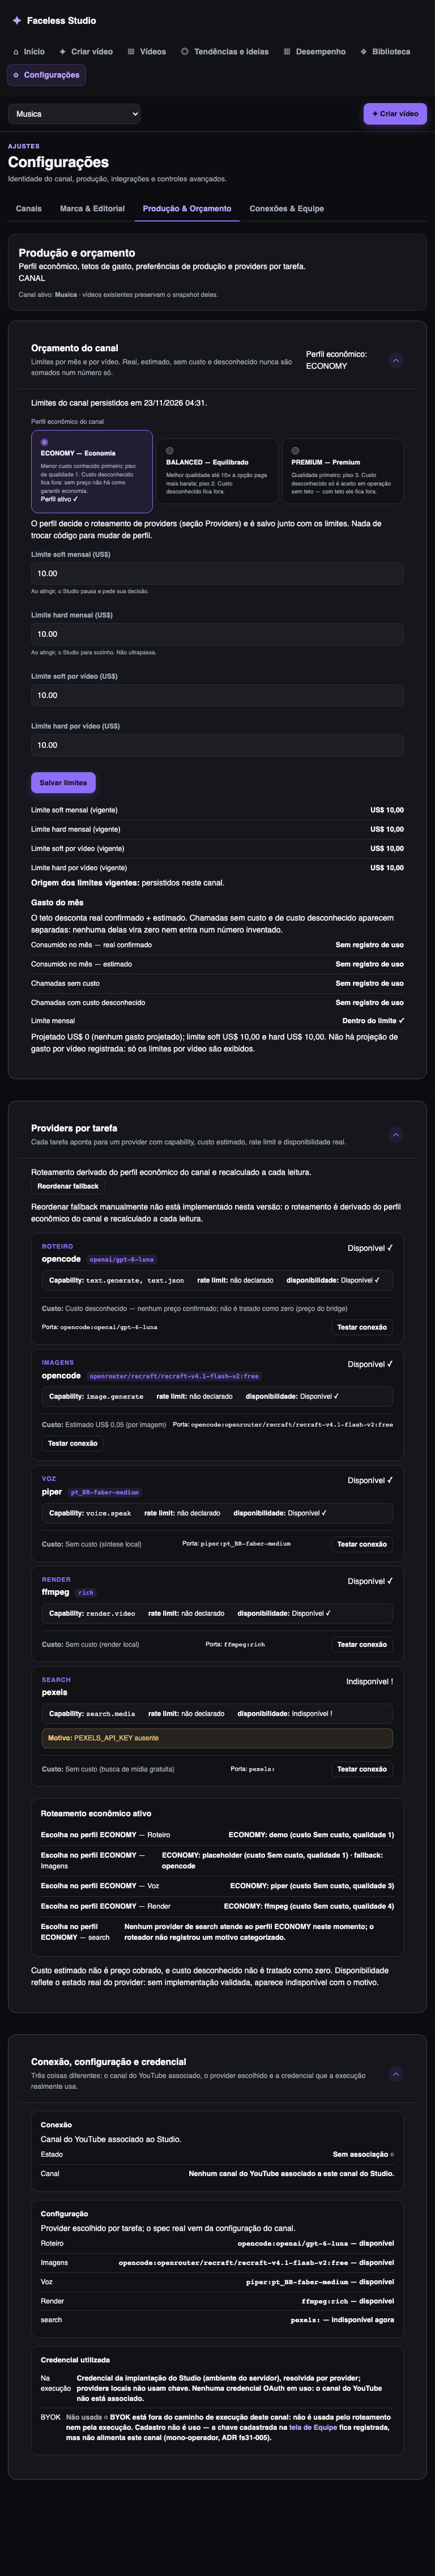 Faceless Studio
Início
Criar vídeo
Vídeos
Tendências e ideias
Desempenho
Biblioteca
Configurações
Musica
Criar vídeo
AJUSTES
Configurações
Identidade do canal, produção, integrações e controles avançados.
Canais
Marca & Editorial
Produção & Orçamento
Conexões & Equipe
Produção e orçamento
Perfil econômico, tetos de gasto, preferências de produção e providers por tarefa.
CANAL
Canal ativo: Musica · vídeos existentes preservam o snapshot deles.
Orçamento do canal
Limites por mês e por vídeo. Real, estimado, sem custo e desconhecido nunca são
somados num número só.
Perfil econômico:
ECONOMY
Limites do canal persistidos em 23/11/2026 04:31.
Perfil econômico do canal
ECONOMY — Economia
Menor custo conhecido primeiro; piso
de qualidade 1. Custo desconhecido
fica fora: sem preço não há como
garantir economia.
Perfil ativo ✓
BALANCED — Equilibrado
Melhor qualidade até 10x a opção paga
mais barata; piso 2. Custo
desconhecido fica fora.
PREMIUM — Premium
Qualidade primeiro; piso 3. Custo
desconhecido só é aceito em operação
sem teto — com teto ele fica fora.
O perfil decide o roteamento de providers (seção Providers) e é salvo junto com os limites. Nada de
trocar código para mudar de perfil.
Limite soft mensal (US$)
10.00
Ao atingir, o Studio pausa e pede sua decisão.
Limite hard mensal (US$)
10.00
Ao atingir, o Studio para sozinho. Não ultrapassa.
Limite soft por vídeo (US$)
10.00
Limite hard por vídeo (US$)
10.00
Salvar limites
Limite soft mensal (vigente) US$ 10,00
Limite hard mensal (vigente) US$ 10,00
Limite soft por vídeo (vigente) US$ 10,00
Limite hard por vídeo (vigente) US$ 10,00
Origem dos limites vigentes: persistidos neste canal.
Gasto do mês
O teto desconta real confirmado + estimado. Chamadas sem custo e de custo desconhecido aparecem
separadas: nenhuma delas vira zero nem entra num número inventado.
Consumido no mês — real confirmado Sem registro de uso
Consumido no mês — estimado Sem registro de uso
Chamadas sem custo Sem registro de uso
Chamadas com custo desconhecido Sem registro de uso
Limite mensal Dentro do limite ✓
Projetado US$ 0 (nenhum gasto projetado); limite soft US$ 10,00 e hard US$ 10,00. Não há projeção de
gasto por vídeo registrada: só os limites por vídeo são exibidos.
Providers por tarefa
Cada tarefa aponta para um provider com capability, custo estimado, rate limit e disponibilidade real.
Roteamento derivado do perfil econômico do canal e recalculado a cada leitura.
Reordenar fallback
Reordenar fallback manualmente não está implementado nesta versão: o roteamento é derivado do perfil
econômico do canal e recalculado a cada leitura.
ROTEIRO
Disponível ✓
opencode openai/gpt-6-luna
Capability: text.generate, text.json rate limit: não declarado disponibilidade: Disponível ✓
Custo: Custo desconhecido — nenhum preço confirmado; não é tratado como zero (preço do bridge)
Porta: opencode:openai/gpt-6-luna
Testar conexão
IMAGENS
Disponível ✓
opencode openrouter/recraft/recraft-v4.1-flash-v2:free
Capability: image.generate rate limit: não declarado disponibilidade: Disponível ✓
Custo: Estimado US$ 0,05 (por imagem) Porta: opencode:openrouter/recraft/recraft-v4.1-flash-v2:free
Testar conexão
VOZ
Disponível ✓
piper pt_BR-faber-medium
Capability: voice.speak rate limit: não declarado disponibilidade: Disponível ✓
Custo: Sem custo (síntese local) Porta: piper:pt_BR-faber-medium Testar conexão
RENDER
Disponível ✓
ffmpeg rich
Capability: render.video rate limit: não declarado disponibilidade: Disponível ✓
Custo: Sem custo (render local) Porta: ffmpeg:rich Testar conexão
SEARCH
Indisponível !
pexels
Capability: search.media rate limit: não declarado disponibilidade: Indisponível !
Motivo: PEXELS_API_KEY ausente
Custo: Sem custo (busca de mídia gratuita) Porta: pexels: Testar conexão
Roteamento econômico ativo
Escolha no perfil ECONOMY — Roteiro ECONOMY: demo (custo Sem custo, qualidade 1)
Escolha no perfil ECONOMY —
Imagens
ECONOMY: placeholder (custo Sem custo, qualidade 1) · fallback:
opencode
Escolha no perfil ECONOMY — Voz ECONOMY: piper (custo Sem custo, qualidade 3)
Escolha no perfil ECONOMY — Render ECONOMY: ffmpeg (custo Sem custo, qualidade 4)
Escolha no perfil
ECONOMY — search
Nenhum provider de search atende ao perfil ECONOMY neste momento; o
roteador não registrou um motivo categorizado.
Custo estimado não é preço cobrado, e custo desconhecido não é tratado como zero. Disponibilidade
reflete o estado real do provider: sem implementação validada, aparece indisponível com o motivo.
Conexão, configuração e credencial
Três coisas diferentes: o canal do YouTube associado, o provider escolhido e a credencial que a execução
realmente usa.
Conexão
Canal do YouTube associado ao Studio.
Estado Sem associação ○
Canal Nenhum canal do YouTube associado a este canal do Studio.
Configuração
Provider escolhido por tarefa; o spec real vem da configuração do canal.
Roteiro opencode:openai/gpt-6-luna — disponível
Imagens opencode:openrouter/recraft/recraft-v4.1-flash-v2:free — disponível
Voz piper:pt_BR-faber-medium — disponível
Render ffmpeg:rich — disponível
search pexels: — indisponível agora
Credencial utilizada
Na
execução
Credencial da implantação do Studio (ambiente do servidor), resolvida por provider;
providers locais não usam chave. Nenhuma credencial OAuth em uso: o canal do YouTube
não está associado.
BYOK Não usada ○ BYOK está fora do caminho de execução deste canal: não é usada pelo roteamento
nem pela execução. Cadastro não é uso — a chave cadastrada na tela de Equipe fica registrada,
mas não alimenta este canal (mono-operador, ADR fs31-005).